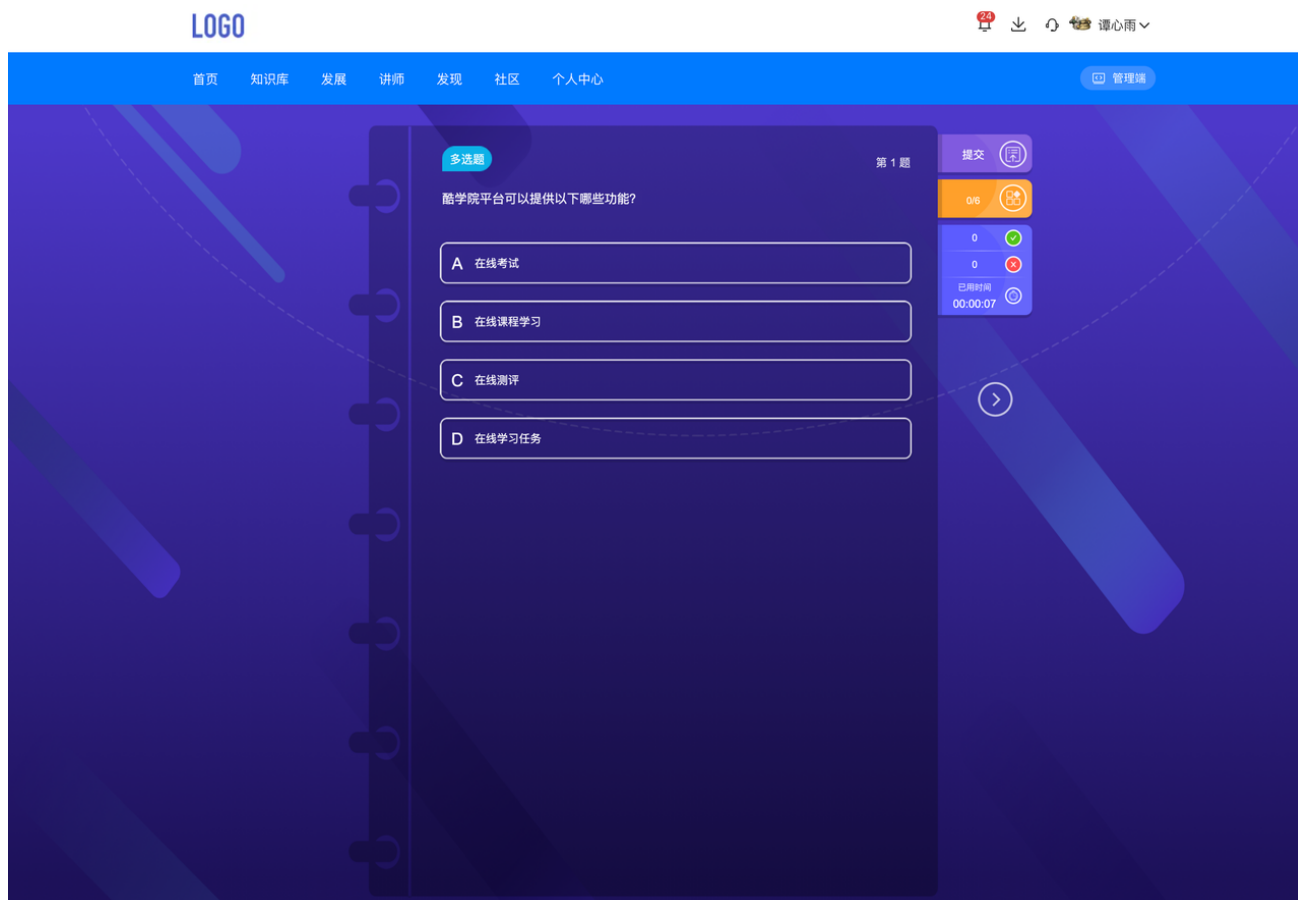 LOGO
24
谭心雨
首页 知识库 发展 讲师 发现 社区 个人中心
管理端
多选题
第 1 题
酷学院平台可以提供以下哪些功能?
A 在线考试
B 在线课程学习
C 在线测评
D 在线学习任务
提交
0/6
0
0
已用时间
00:00:07